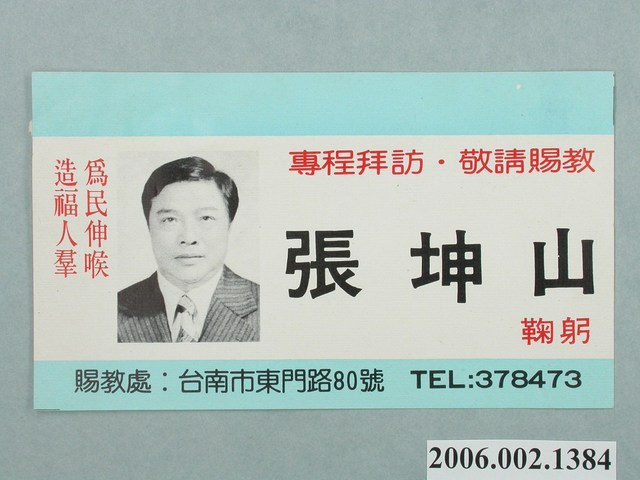 專程拜訪・敬請賜教
為民伸喉
造福人羣
張坤山
鞠躬
賜教處：台南市東門路80號 TEL:378473
2006.002.1384